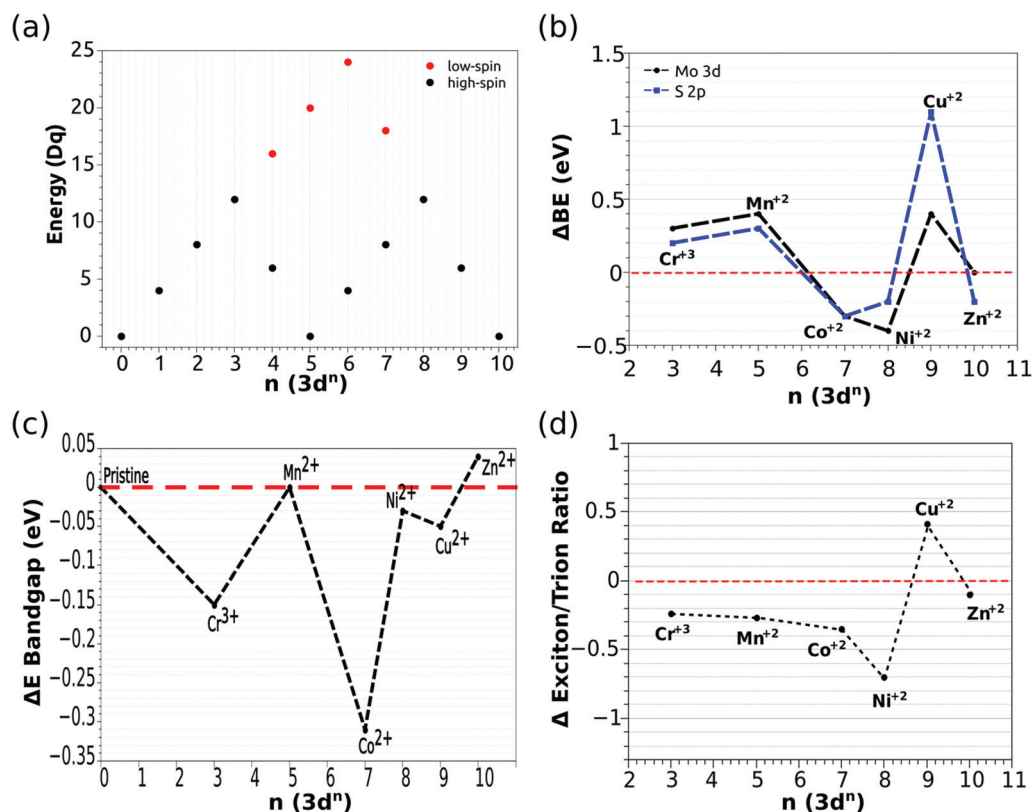 (a)
25
20
15
10
5
0
Energy (Dq)
low-spin
high-spin
0 1 2 3 4 5 6 7 8 9 10
n (3dⁿ)
(b)
1.5
1
0.5
0
−0.5
ΔBE (eV)
Mo 3d
S 2p
Cr⁺³
Mn⁺²
Co⁺²
Ni⁺²
Cu⁺²
Zn⁺²
2 3 4 5 6 7 8 9 10 11
n (3dⁿ)
(c)
0.05
0
−0.05
−0.1
−0.15
−0.2
−0.25
−0.3
−0.35
ΔE Bandgap (eV)
Pristine
Cr³⁺
Mn²⁺
Co²⁺
Ni²⁺
Cu²⁺
Zn²⁺
0 1 2 3 4 5 6 7 8 9 10
n (3dⁿ)
(d)
1
0.5
0
−0.5
−1
Δ Exciton/Trion Ratio
Cr⁺³
Mn⁺²
Co⁺²
Ni⁺²
Cu⁺²
Zn⁺²
2 3 4 5 6 7 8 9 10 11
n (3dⁿ)